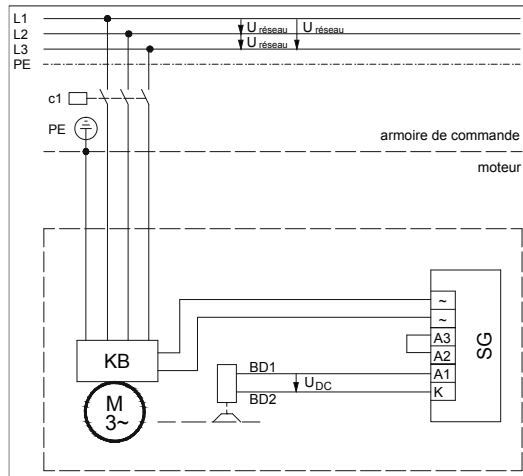 L1
L2
L3
PE
U réseau
U réseau
U réseau
c1
PE
armoire de commande
moteur
KB
M
3~
BD1
BD2
U DC
~
~
A3
A2
A1
K
SG